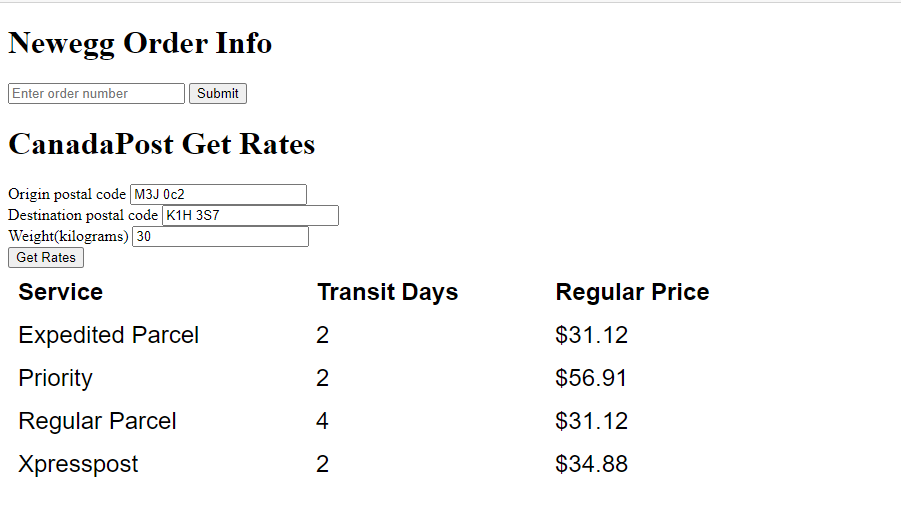 Newegg Order Info
Enter order number Submit
CanadaPost Get Rates
Origin postal code M3J 0c2
Destination postal code K1H 3S7
Weight(kilograms) 30
Get Rates
Service Transit Days Regular Price
Expedited Parcel 2 $31.12
Priority 2 $56.91
Regular Parcel 4 $31.12
Xpresspost 2 $34.88